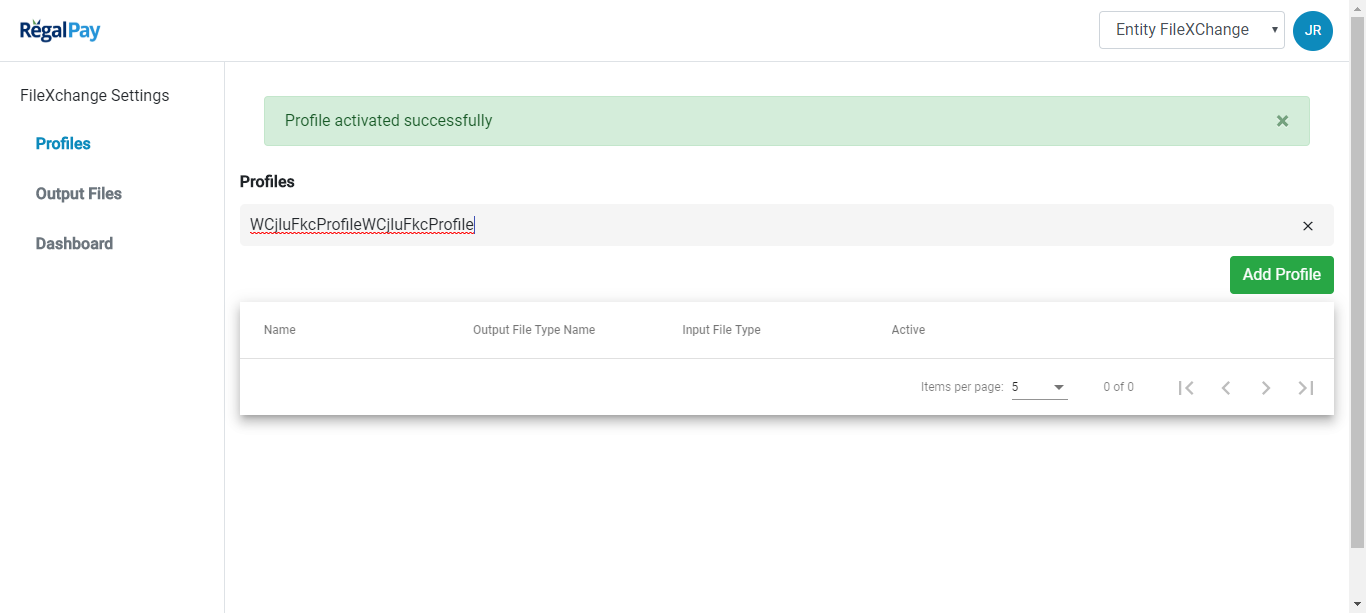 RegalPay
Entity FileXChange
JR
FileXchange Settings
Profiles
Output Files
Dashboard
Profile activated successfully
×
Profiles
WCjIuFkcProfileWCjIuFkcProfile
×
Add Profile
Name Output File Type Name Input File Type Active
Items per page: 5 0 of 0